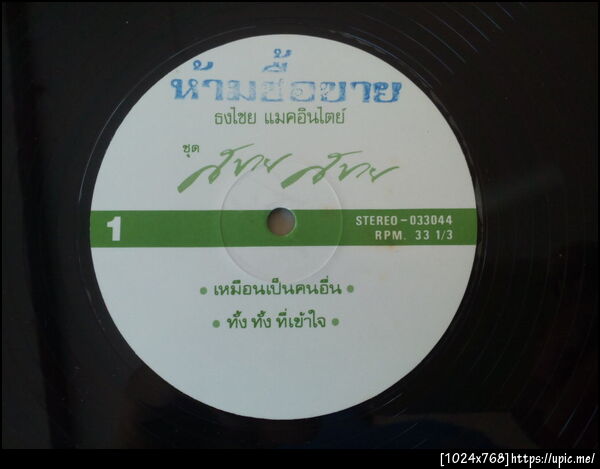 ห้ามซื้อขาย
ธงไชย แมคอินไตย์
ชุด สบาย สบาย
1
STEREO-033044
RPM. 33 1/3
• เหมือนเป็นคนอื่น •
• ทั้ง ทั้ง ที่เข้าใจ •
[1024x768]https://upic.me/